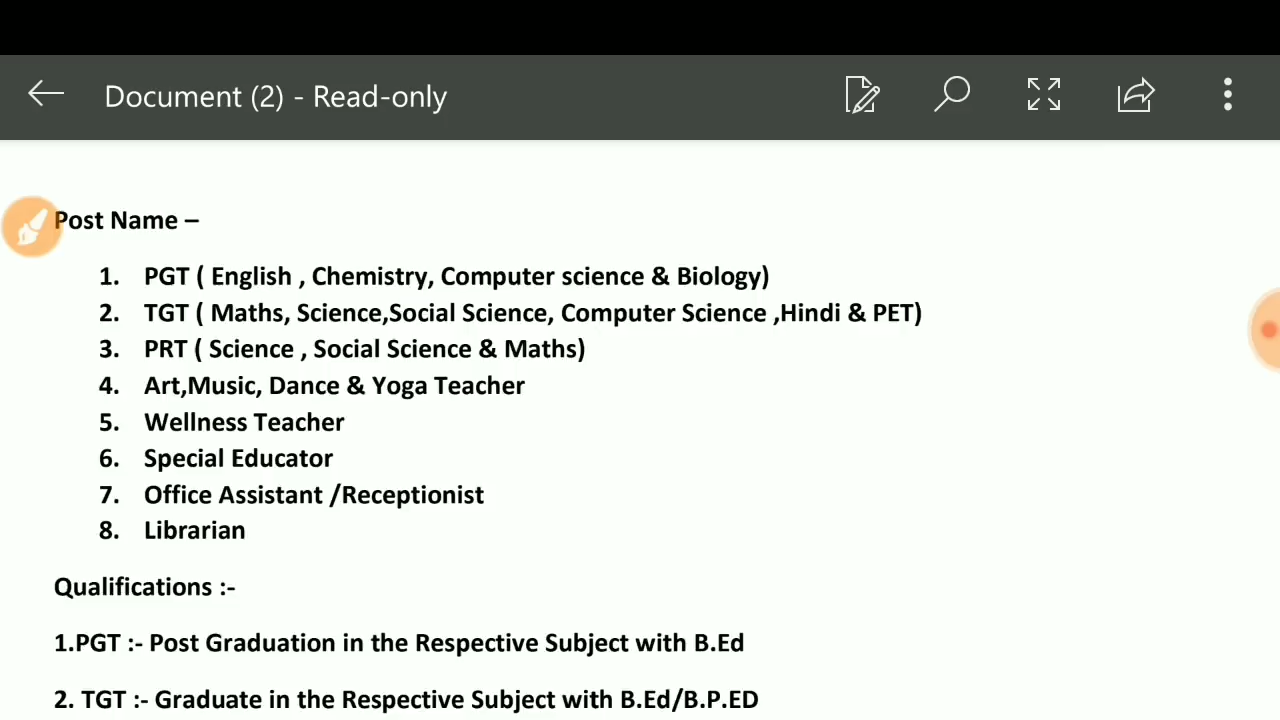 Document (2) - Read-only
Post Name –
1. PGT ( English , Chemistry, Computer science & Biology)
2. TGT ( Maths, Science,Social Science, Computer Science ,Hindi & PET)
3. PRT ( Science , Social Science & Maths)
4. Art,Music, Dance & Yoga Teacher
5. Wellness Teacher
6. Special Educator
7. Office Assistant /Receptionist
8. Librarian
Qualifications :-
1.PGT :- Post Graduation in the Respective Subject with B.Ed
2. TGT :- Graduate in the Respective Subject with B.Ed/B.P.ED